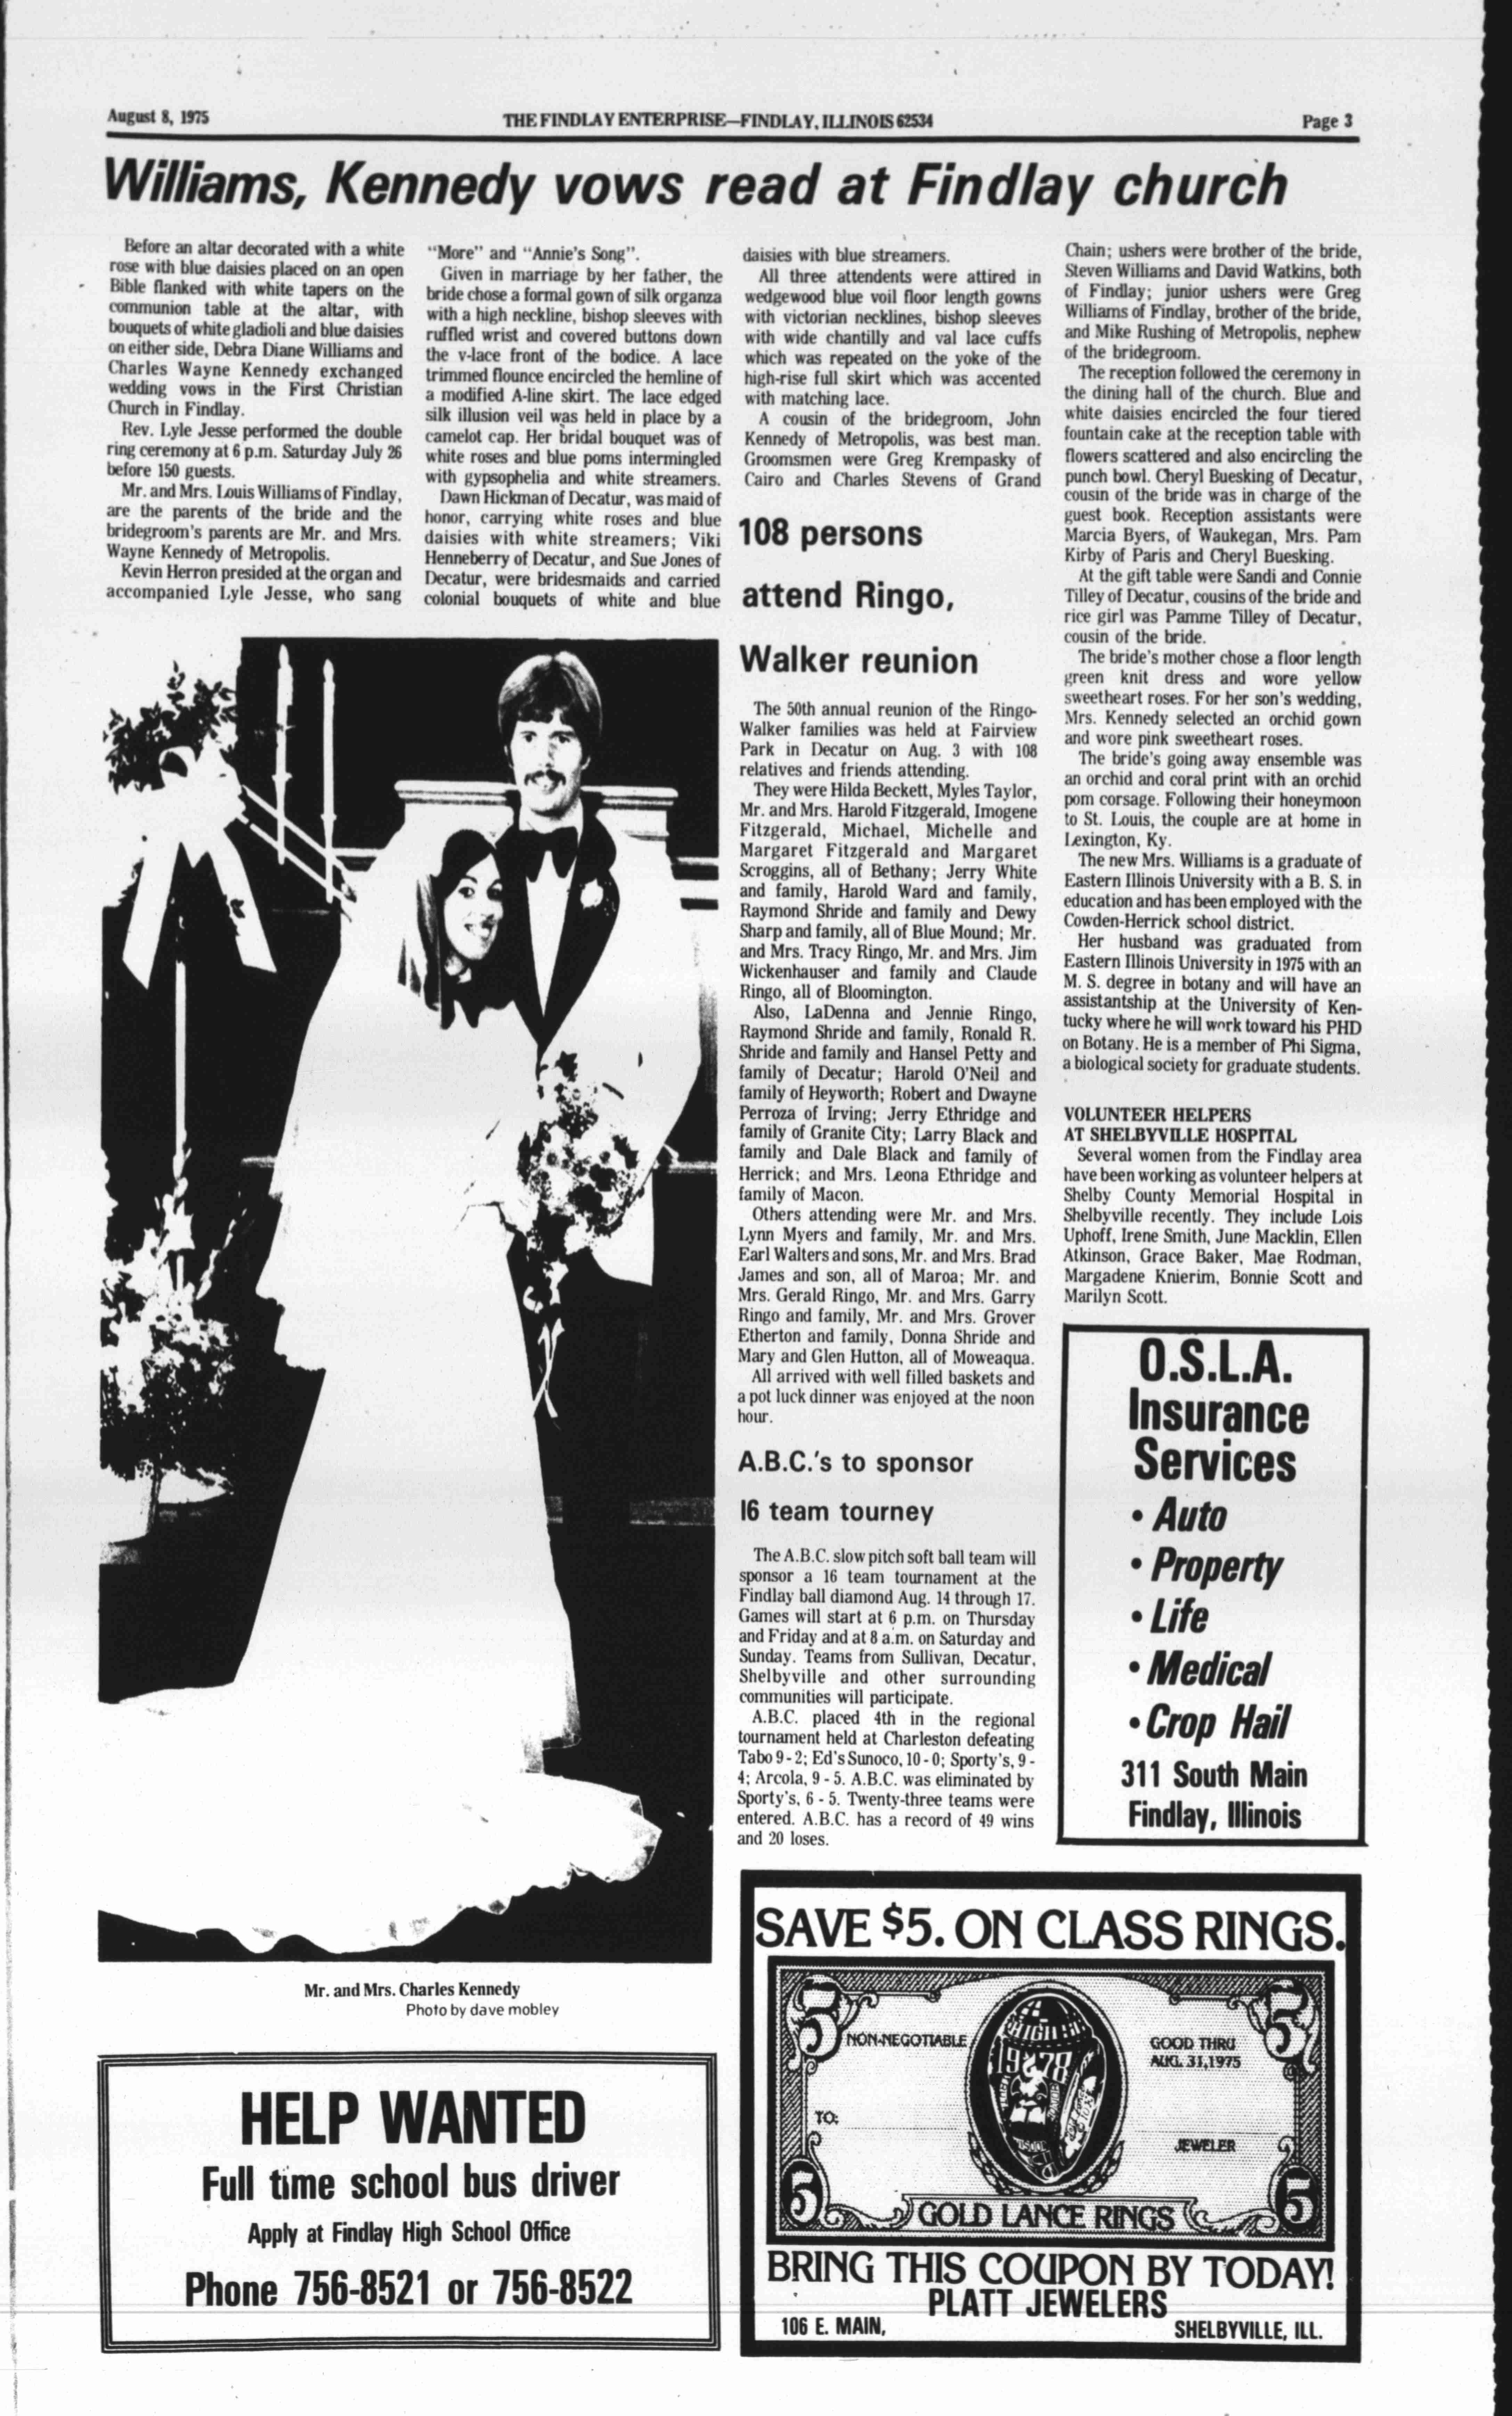 August 8, 1975
THE FINDLAY ENTERPRISE—FINDLAY, ILLINOIS 62534
Page 3
Williams, Kennedy vows read at Findlay church
Before an altar decorated with a white
rose with blue daisies placed on an open
Bible flanked with white tapers on the
communion table at the altar, with
bouquets of white gladioli and blue daisies
on either side, Debra Diane Williams and
Charles Wayne Kennedy exchanged
wedding vows in the First Christian
Church in Findlay.
Rev. Lyle Jesse performed the double
ring ceremony at 6 p.m. Saturday July 26
before 150 guests.
Mr. and Mrs. Louis Williams of Findlay,
are the parents of the bride and the
bridegroom's parents are Mr. and Mrs.
Wayne Kennedy of Metropolis.
Kevin Herron presided at the organ and
accompanied Lyle Jesse, who sang
"More" and "Annie's Song".
Given in marriage by her father, the
bride chose a formal gown of silk organza
with a high neckline, bishop sleeves with
ruffled wrist and covered buttons down
the v-lace front of the bodice. A lace
trimmed flounce encircled the hemline of
a modified A-line skirt. The lace edged
silk illusion veil was held in place by a
camelot cap. Her bridal bouquet was of
white roses and blue poms intermingled
with gypsophelia and white streamers.
Dawn Hickman of Decatur, was maid of
honor, carrying white roses and blue
daisies with white streamers; Viki
Henneberry of Decatur, and Sue Jones of
Decatur, were bridesmaids and carried
colonial bouquets of white and blue
daisies with blue streamers.
All three attendents were attired in
wedgewood blue voil floor length gowns
with victorian necklines, bishop sleeves
with wide chantilly and val lace cuffs
which was repeated on the yoke of the
high-rise full skirt which was accented
with matching lace.
A cousin of the bridegroom, John
Kennedy of Metropolis, was best man.
Groomsmen were Greg Krempasky of
Cairo and Charles Stevens of Grand
Chain; ushers were brother of the bride,
Steven Williams and David Watkins, both
of Findlay; junior ushers were Greg
Williams of Findlay, brother of the bride,
and Mike Rushing of Metropolis, nephew
of the bridegroom.
The reception followed the ceremony in
the dining hall of the church. Blue and
white daisies encircled the four tiered
fountain cake at the reception table with
flowers scattered and also encircling the
punch bowl. Cheryl Buesking of Decatur,
cousin of the bride was in charge of the
guest book. Reception assistants were
Marcia Byers, of Waukegan, Mrs. Pam
Kirby of Paris and Cheryl Buesking.
At the gift table were Sandi and Connie
Tilley of Decatur, cousins of the bride and
rice girl was Pamme Tilley of Decatur,
cousin of the bride.
The bride's mother chose a floor length
green knit dress and wore yellow
sweetheart roses. For her son's wedding,
Mrs. Kennedy selected an orchid gown
and wore pink sweetheart roses.
The bride's going away ensemble was
an orchid and coral print with an orchid
pom corsage. Following their honeymoon
to St. Louis, the couple are at home in
Lexington, Ky.
The new Mrs. Williams is a graduate of
Eastern Illinois University with a B. S. in
education and has been employed with the
Cowden-Herrick school district.
Her husband was graduated from
Eastern Illinois University in 1975 with an
M. S. degree in botany and will have an
assistantship at the University of Ken-
tucky where he will work toward his PHD
on Botany. He is a member of Phi Sigma,
a biological society for graduate students.
Mr. and Mrs. Charles Kennedy
Photo by dave mobley
108 persons
attend Ringo,
Walker reunion
The 50th annual reunion of the Ringo-
Walker families was held at Fairview
Park in Decatur on Aug. 3 with 108
relatives and friends attending.
They were Hilda Beckett, Myles Taylor,
Mr. and Mrs. Harold Fitzgerald, Imogene
Fitzgerald, Michael, Michelle and
Margaret Fitzgerald and Margaret
Scroggins, all of Bethany; Jerry White
and family, Harold Ward and family,
Raymond Shride and family and Dewy
Sharp and family, all of Blue Mound; Mr.
and Mrs. Tracy Ringo, Mr. and Mrs. Jim
Wickenhauser and family and Claude
Ringo, all of Bloomington.
Also, LaDenna and Jennie Ringo,
Raymond Shride and family, Ronald R.
Shride and family and Hansel Petty and
family of Decatur; Harold O'Neil and
family of Heyworth; Robert and Dwayne
Perroza of Irving; Jerry Ethridge and
family of Granite City; Larry Black and
family and Dale Black and family of
Herrick; and Mrs. Leona Ethridge and
family of Macon.
Others attending were Mr. and Mrs.
Lynn Myers and family, Mr. and Mrs.
Earl Walters and sons, Mr. and Mrs. Brad
James and son, all of Maroa; Mr. and
Mrs. Gerald Ringo, Mr. and Mrs. Garry
Ringo and family, Mr. and Mrs. Grover
Etherton and family, Donna Shride and
Mary and Glen Hutton, all of Moweaqua.
All arrived with well filled baskets and
a pot luck dinner was enjoyed at the noon
hour.
A.B.C.'s to sponsor
16 team tourney
The A.B.C. slow pitch soft ball team will
sponsor a 16 team tournament at the
Findlay ball diamond Aug. 14 through 17.
Games will start at 6 p.m. on Thursday
and Friday and at 8 a.m. on Saturday and
Sunday. Teams from Sullivan, Decatur,
Shelbyville and other surrounding
communities will participate.
A.B.C. placed 4th in the regional
tournament held at Charleston defeating
Tabo 9 - 2; Ed's Sunoco, 10 - 0; Sporty's, 9 -
4; Arcola, 9 - 5. A.B.C. was eliminated by
Sporty's, 6 - 5. Twenty-three teams were
entered. A.B.C. has a record of 49 wins
and 20 loses.
VOLUNTEER HELPERS
AT SHELBYVILLE HOSPITAL
Several women from the Findlay area
have been working as volunteer helpers at
Shelby County Memorial Hospital in
Shelbyville recently. They include Lois
Uphoff, Irene Smith, June Macklin, Ellen
Atkinson, Grace Baker, Mae Rodman,
Margadene Knierim, Bonnie Scott and
Marilyn Scott.
O.S.L.A.
Insurance
Services
• Auto
• Property
• Life
• Medical
• Crop Hail
311 South Main
Findlay, Illinois
HELP WANTED
Full time school bus driver
Apply at Findlay High School Office
Phone 756-8521 or 756-8522
SAVE $5. ON CLASS RINGS.
5 5
NON-NEGOTIABLE
GOOD THRU
AUG. 31, 1975
HIGH
1978
TO:
JEWELER
5 5
GOLD LANCE RINGS
BRING THIS COUPON BY TODAY!
PLATT JEWELERS
106 E. MAIN,
SHELBYVILLE, ILL.